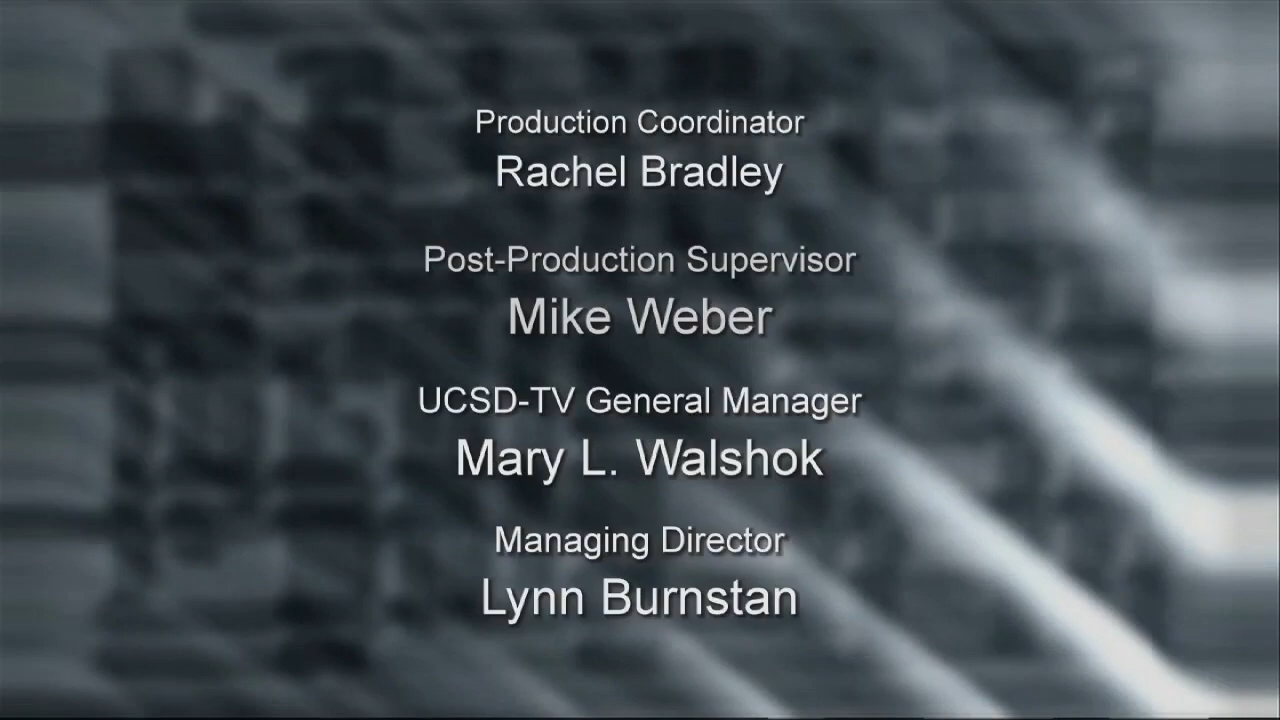 Production Coordinator
Rachel Bradley
Post-Production Supervisor
Mike Weber
UCSD-TV General Manager
Mary L. Walshok
Managing Director
Lynn Burnstan